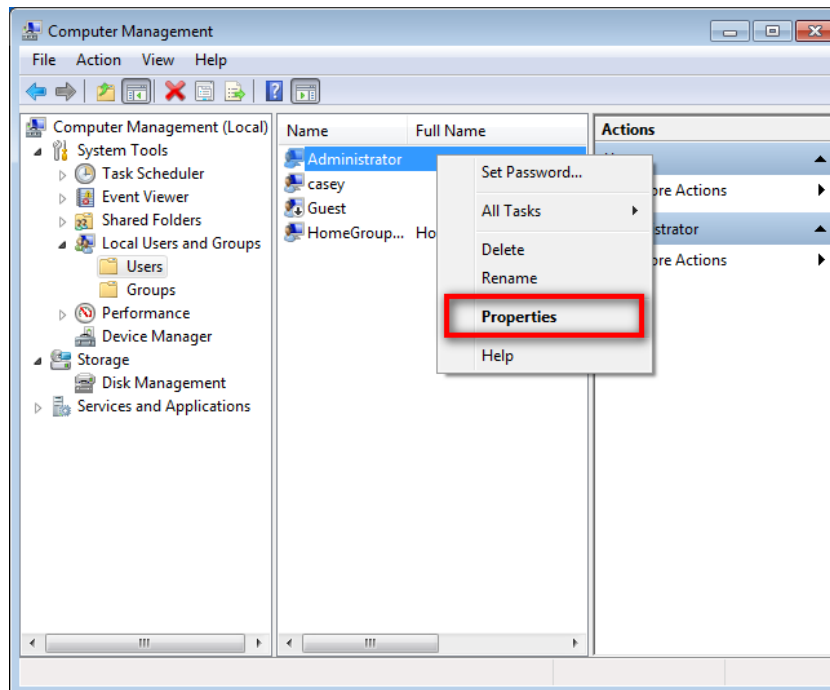 Computer Management
File Action View Help
Computer Management (Local)
System Tools
Task Scheduler
Event Viewer
Shared Folders
Local Users and Groups
Users
Groups
Performance
Device Manager
Storage
Disk Management
Services and Applications
Name Full Name
Administrator
casey
Guest
HomeGroup... Ho
Set Password...
All Tasks
Delete
Rename
Properties
Help
Actions
ore Actions
strator
ore Actions